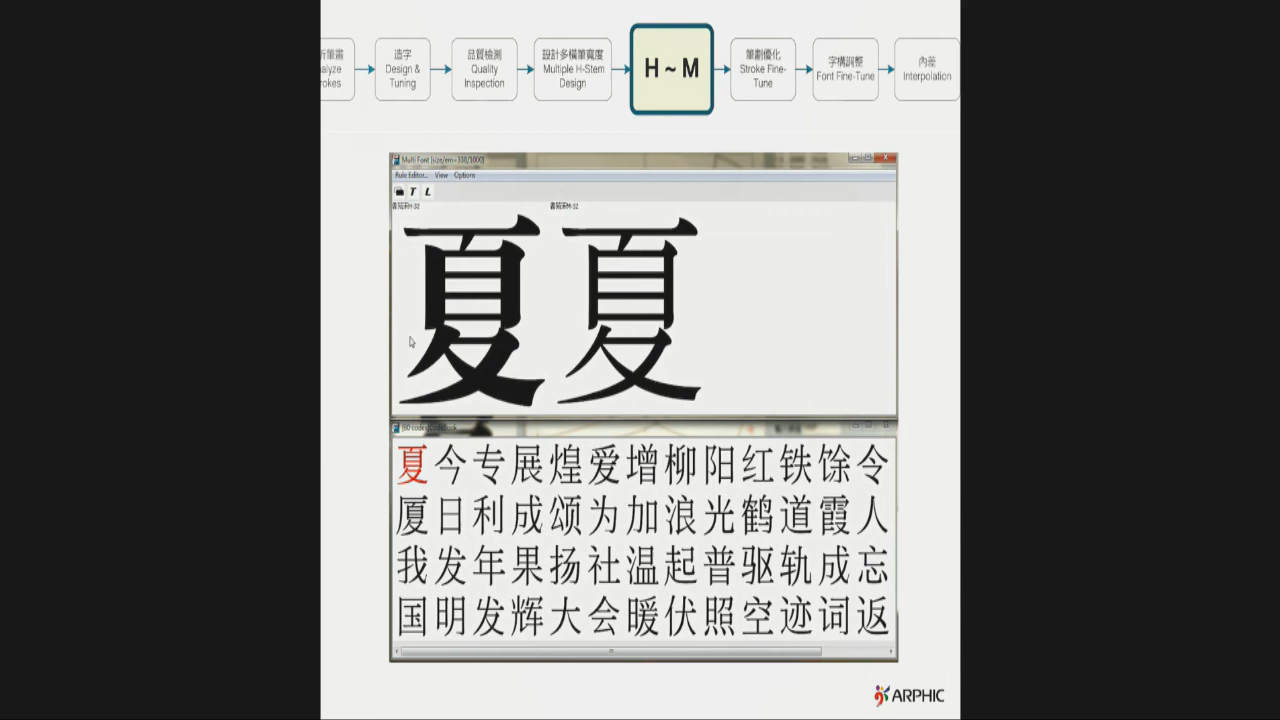 造字
Design &
Tuning
品質檢測
Quality
Inspection
設計多橫筆寬度
Multiple H-Stem
Design
H ~ M
筆劃優化
Stroke Fine-
Tune
字構調整
Font Fine-Tune
內差
Interpolation
Multi Font [size/em=338/1000]
Rule Editor... View Options
T L
夏夏
夏今专展煌爱增柳阳红铁馀令
厦日利成颂为加浪光鹤道霞人
我发年果扬社温起普驱轨成忘
国明发辉大会暖伏照空迹词返
ARPHIC